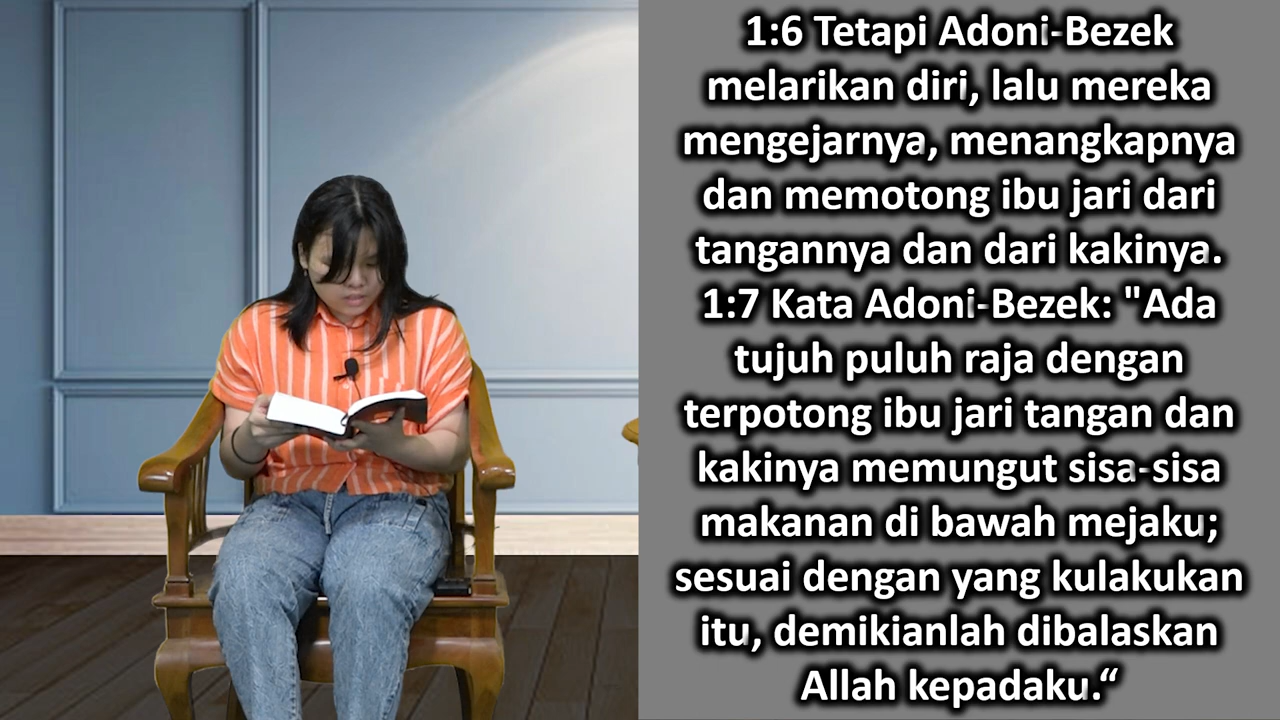 1:6 Tetapi Adoni-Bezek
melarikan diri, lalu mereka
mengejarnya, menangkapnya
dan memotong ibu jari dari
tangannya dan dari kakinya.
1:7 Kata Adoni-Bezek: "Ada
tujuh puluh raja dengan
terpotong ibu jari tangan dan
kakinya memungut sisa-sisa
makanan di bawah mejaku;
sesuai dengan yang kulakukan
itu, demikianlah dibalaskan
Allah kepadaku.“